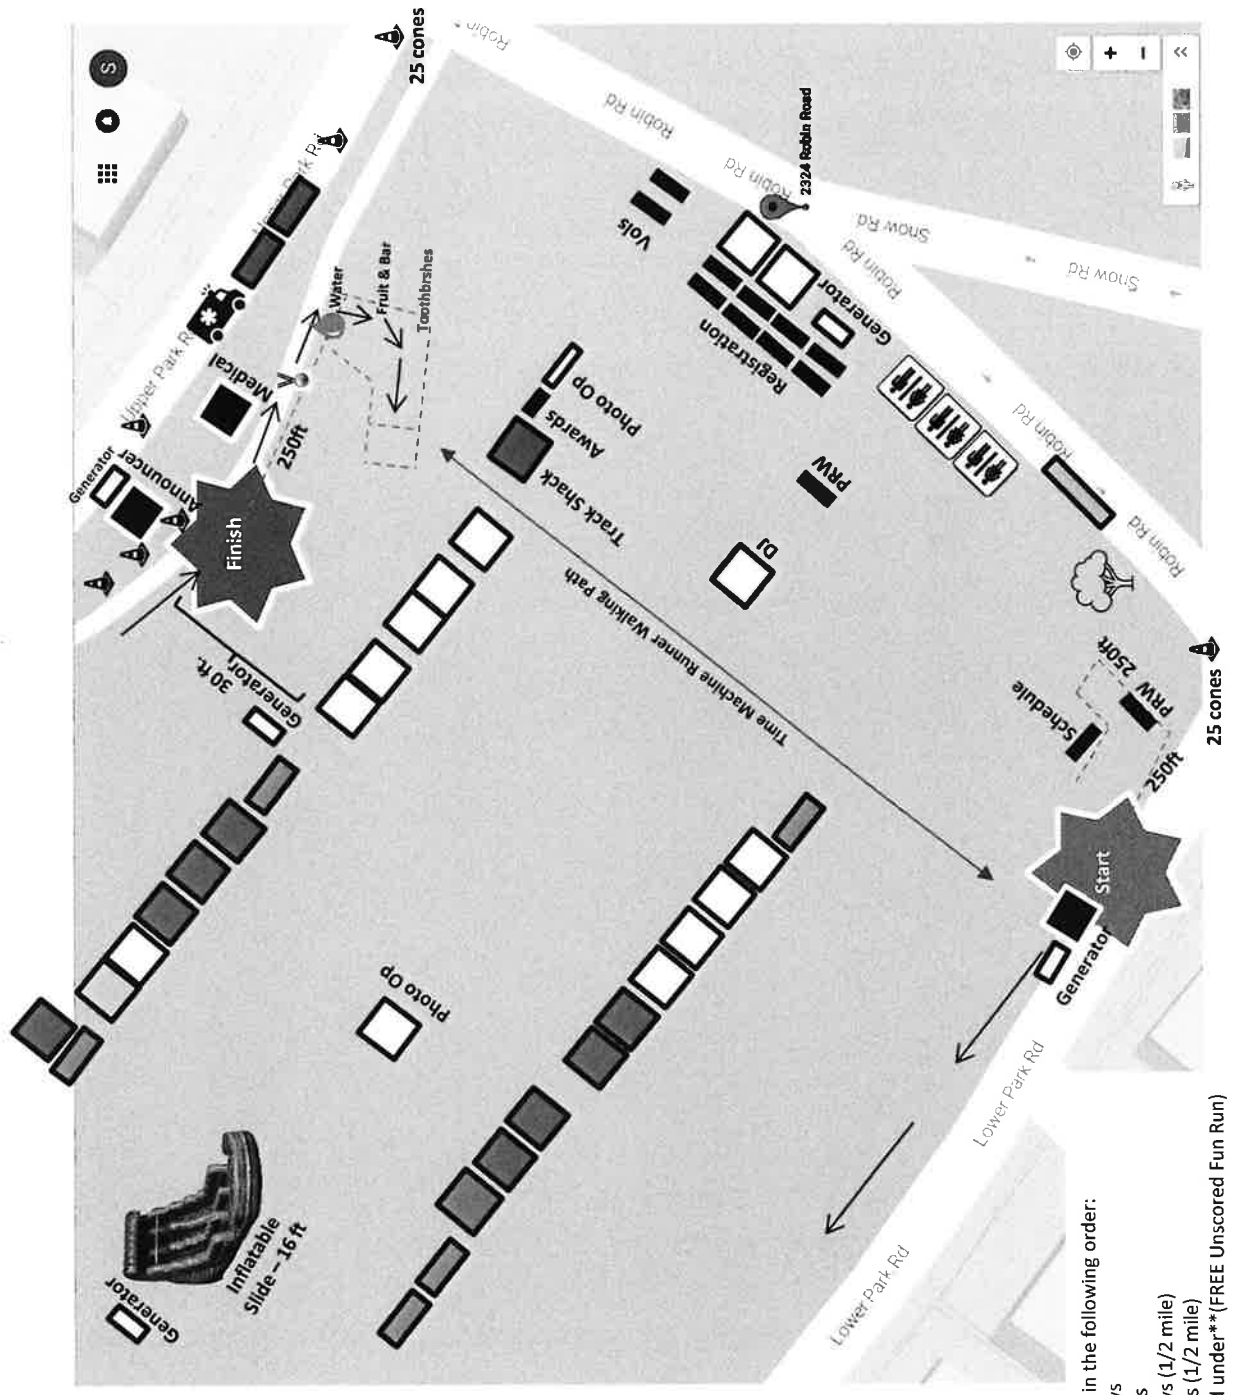 S
25 cones
Robin
Robin Rd
Robin Rd
Robin Rd
2324 Robin Road
Snow Rd
Snow Rd
Robin Rd
Robin Rd
Robin Rd
Robin Rd
Upper Park R
Generator
Announcer
Medical
Finish
250ft
Water
Fruit & Bar
Toothbrshes
Vols
Registration
Generator
30 ft.
Generator
Photo Op
Awards
Track Shack
PRW
DJ
Time Machine Runner Walking Path
Photo Op
Inflatable
Slide – 16 ft
Generator
Schedule
PRW
250ft
250ft
25 cones
Start
Generator
Lower Park Rd
Lower Park Rd
in the following order:
s (1/2 mile)
under**(FREE Unscored Fun Run)